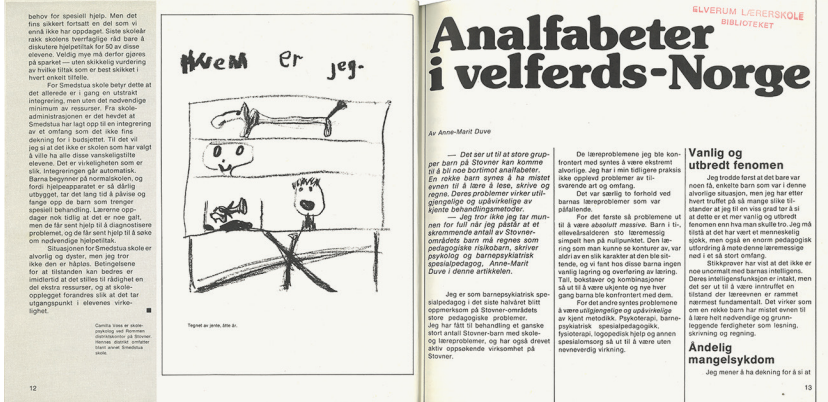 behov for spesiell hjelp. Men det
fins sikkert fortsatt en del som vi
ennå ikke har oppdaget. Siste skoleår
rakk skolens tverrfaglige råd bare å
diskutere hjelpetiltak for 50 av disse
elevene. Veldig mye må derfor gjøres
på sparket — uten skikkelig vurdering
av hvilke tiltak som er best skikket i
hvert enkelt tilfelle.
For Smedstua skole betyr dette at
det allerede er i gang en utstrakt
integrering, men uten det nødvendige
minimum av ressurser. Fra skole-
administrasjonen er det hevdet at
Smedstua har lagt opp til en integrering
av et omfang som det ikke fins
dekning for i budsjettet. Til det vil
jeg si at det ikke er skolen som har valgt
å ville ha alle disse vanskeligstilte
elevene. Det er virkeligheten som er
slik. Integreringen går automatisk.
Barna begynner på normalskolen, og
fordi hjelpeapparatet er så dårlig
utbygget, tar det lang tid å påvise og
fange opp de barn som trenger
spesiell behandling. Lærerne opp-
dager nok tidlig at det er noe galt,
men de får sent hjelp til å diagnostisere
problemet, og de får sent hjelp til å søke
om nødvendige hjelpetiltak.
Situasjonen for Smedstua skole er
alvorlig og dyster, men jeg tror
ikke den er håpløs. Betingelsene
for at tilstanden kan bedres er
imidlertid at det stilles til rådighet en
del ekstra ressurser, og at skole-
opplegget forandres slik at det tar
utgangspunkt i elevenes virke-
lighet.
Camilla Vaas er skole-
psykolog ved Rommen
distriktskontor på Stovner.
Hennes distrikt omfatter
blant annet Smedstua
skole.
12
HVEM er jeg.
Tegnet av jente, åtte år.
ELVERUM LÆRERSKOLE
BIBLIOTEKET
Analfabeter
i velferds-Norge
Av Anne-Marit Duve
— Det ser ut til at store grup-
per barn på Stovner kan komme
til å bli noe bortimot analfabeter.
En rekke barn synes å ha mistet
evnen til å lære å lese, skrive og
regne. Deres problemer virker util-
gjengelige og upåvirkelige av
kjente behandlingsmetoder.
— Jeg tror ikke jeg tar mun-
nen for full når jeg påstår at et
skremmende antall av Stovner-
områdets barn må regnes som
pedagogiske risikobarn, skriver
psykolog og barnepsykiatrisk
spesialpedagog, Anne-Marit
Duve i denne artikkelen.
Jeg er som barnepsykiatrisk spe-
sialpedagog i det siste halvåret blitt
oppmerksom på Stovner-områdets
store pedagogiske problemer.
Jeg har fått til behandling et ganske
stort antall Stovner-barn med skole-
og læreproblemer, og har også drevet
aktiv oppsøkende virksomhet på
Stovner.
De læreproblemene jeg ble kon-
frontert med syntes å være ekstremt
alvorlige. Jeg har i min tidligere praksis
ikke opplevd problemer av til-
svarende art og omfang.
Det var særlig to forhold ved
barnas læreproblemer som var
påfallende.
For det første så problemene ut
til å være absolutt massive. Barn i ti-,
elleveårsalderen sto læremessig
simpelt hen på nullpunktet. Den læ-
ring som man kunne se konturer av, var
aldri av en slik karakter at den ble sit-
tende, og vi fant hos disse barna ingen
vanlig lagring og overføring av læring.
Tall, bokstaver og kombinasjoner
så ut til å være ukjente og nye hver
gang barna ble konfrontert med dem.
For det andre syntes problemene
å være utilgjengelige og upåvirkelige
av kjent metodikk. Psykoterapi, barne-
psykiatrisk spesialpedagogikk,
fysioterapi, logopedisk hjelp og annen
spesialomsorg så ut til å være uten
nevneverdig virkning.
Vanlig og
utbredt fenomen
Jeg trodde først at det bare var
noen få, enkelte barn som var i denne
alvorlige situasjon, men jeg har etter
hvert truffet på så mange slike til-
stander at jeg til en viss grad tør å si
at dette er et mer vanlig og utbredt
fenomen enn hva man skulle tro. Jeg må
tilstå at det har vært et menneskelig
sjokk, men også en enorm pedagogisk
utfordring å møte denne læremessige
nød i et så stort omfang.
Stikkprøver har vist at det ikke er
noe unormalt med barnas intelligens.
Deres intelligensfunksjon er intakt, men
det ser ut til å være inntruffet en
tilstand der læreevnen er rammet
nærmest fundamentalt. Det virker som
om en rekke barn har mistet evnen til
å lære helt nødvendige og grunn-
leggende ferdigheter som lesning,
skrivning og regning.
Åndelig
mangelsykdom
Jeg mener å ha dekning for å si at
13